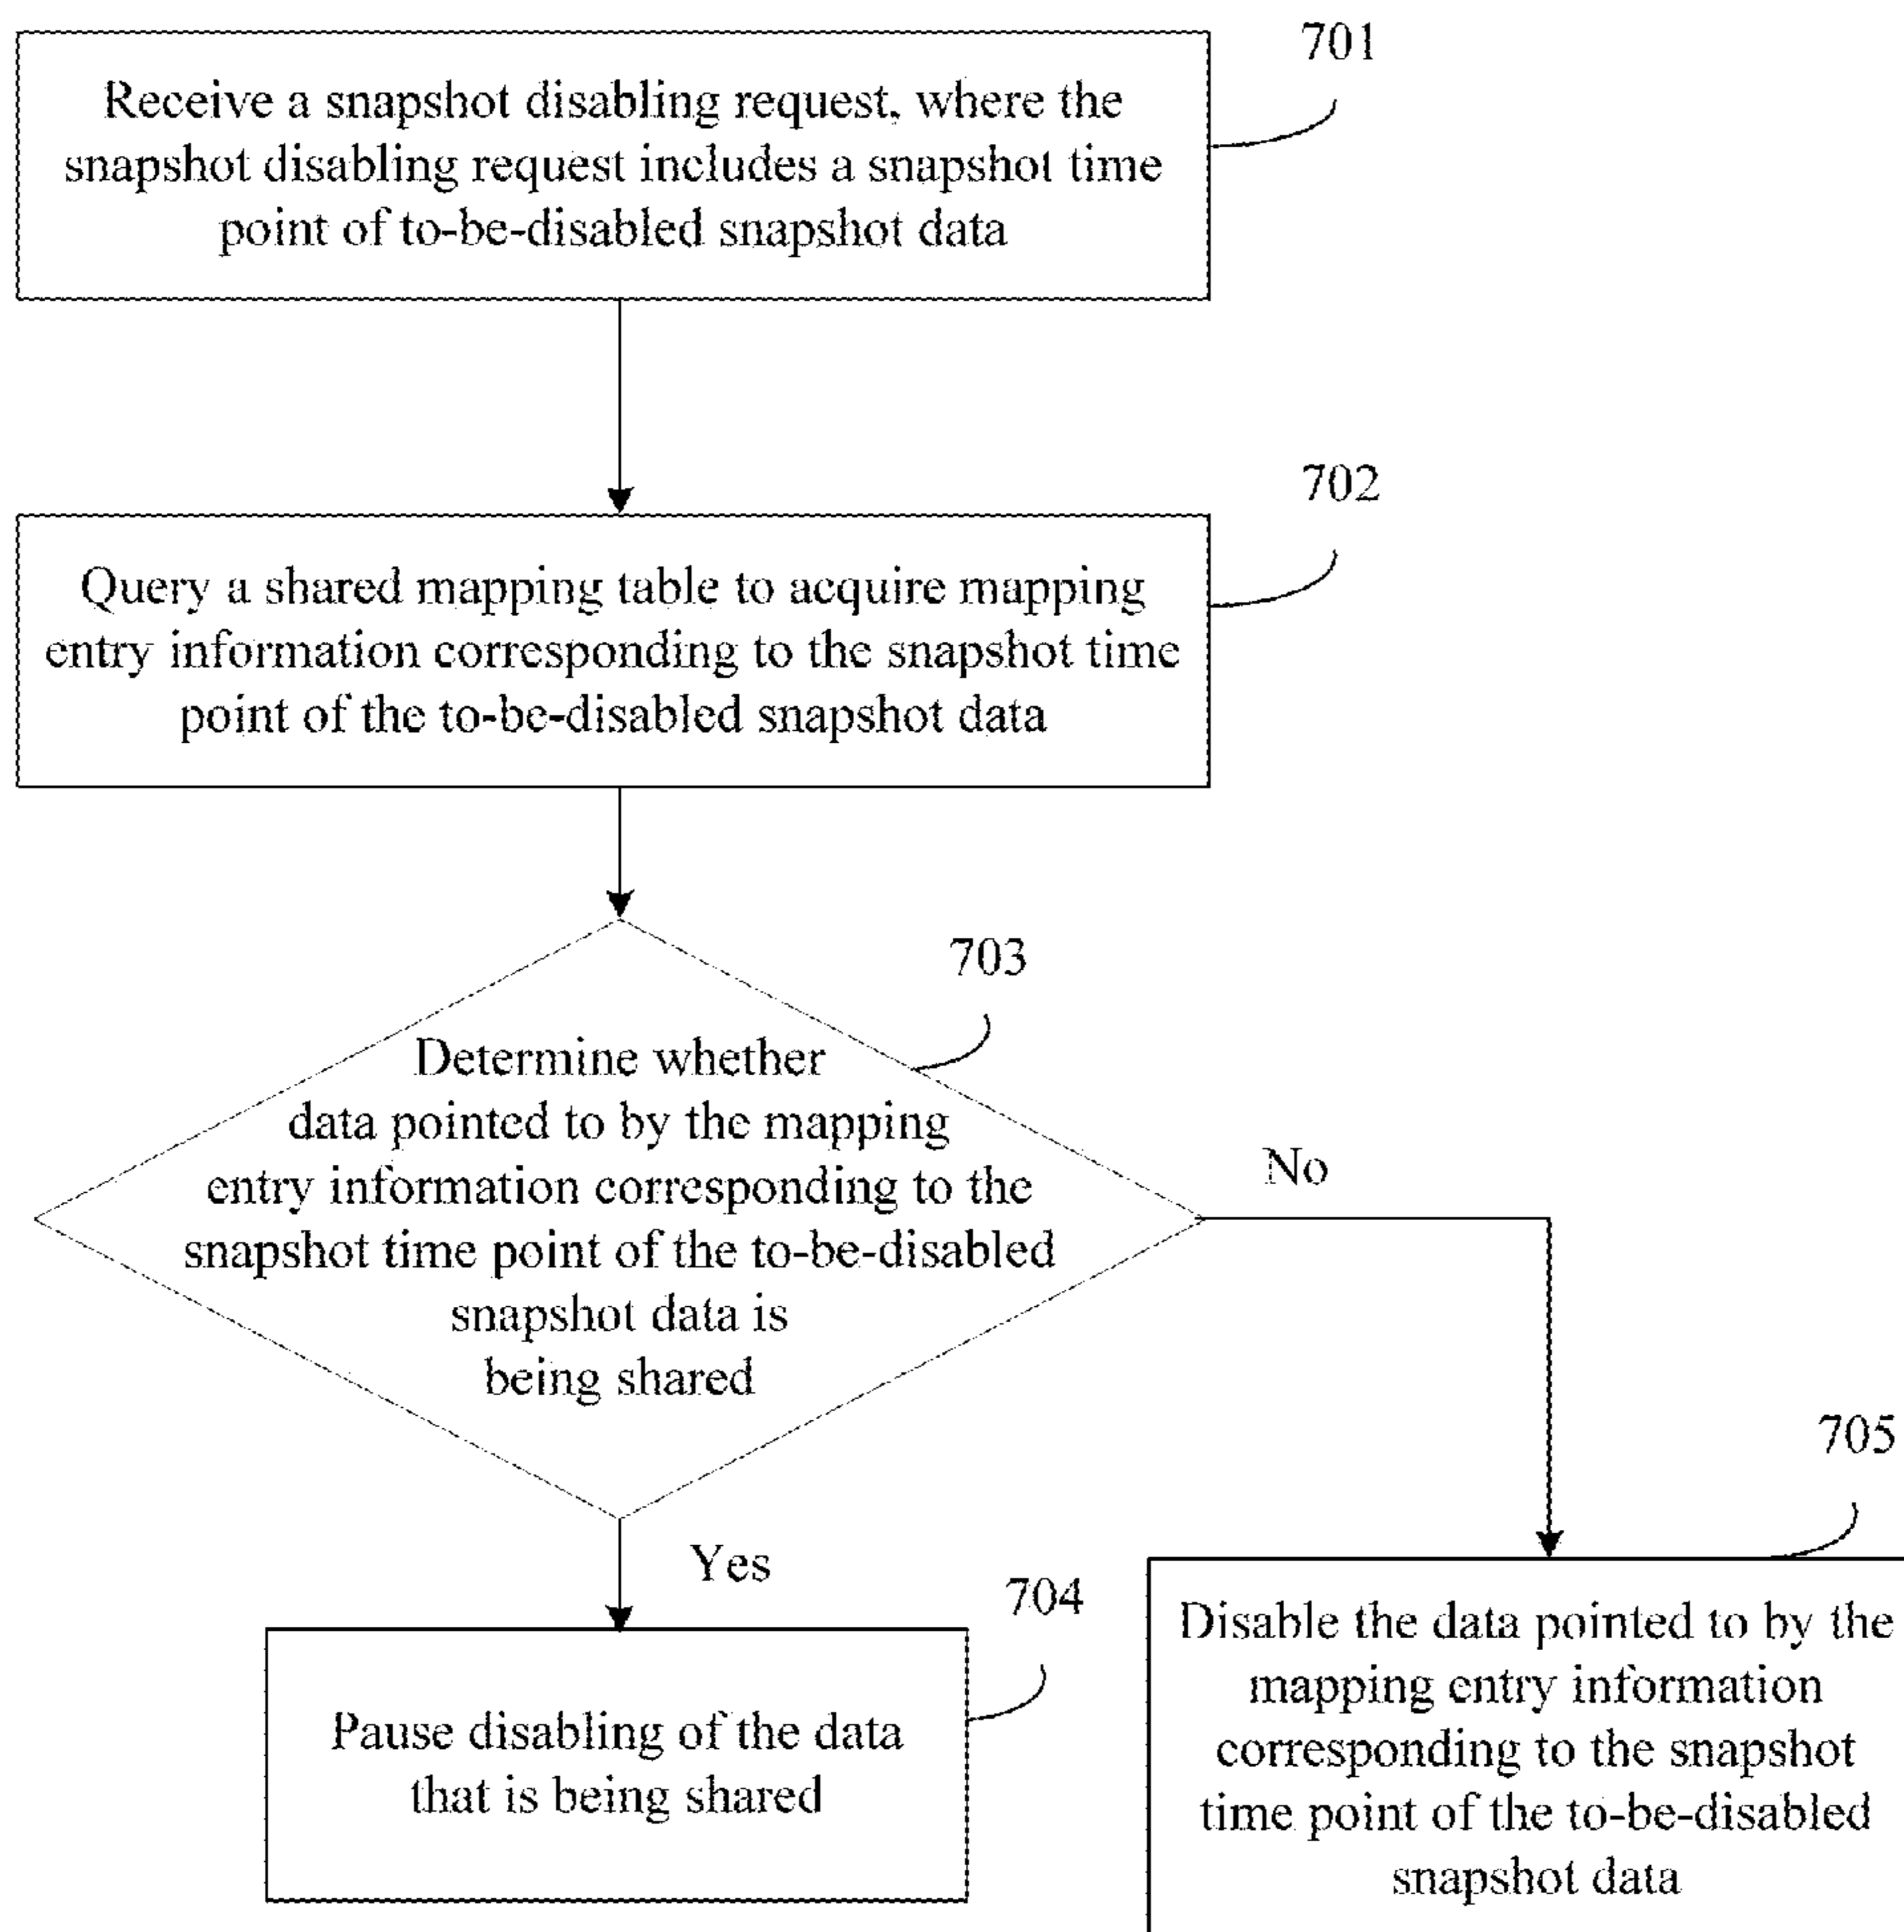 701
Receive a snapshot disabling request, where the
snapshot disabling request includes a snapshot time
point of to-be-disabled snapshot data
702
Query a shared mapping table to acquire mapping
entry information corresponding to the snapshot time
point of the to-be-disabled snapshot data
703
Determine whether
data pointed to by the mapping
entry information corresponding to the
snapshot time point of the to-be-disabled
snapshot data is
being shared
No
Yes
704
Pause disabling of the data
that is being shared
705
Disable the data pointed to by the
mapping entry information
corresponding to the snapshot
time point of the to-be-disabled
snapshot data